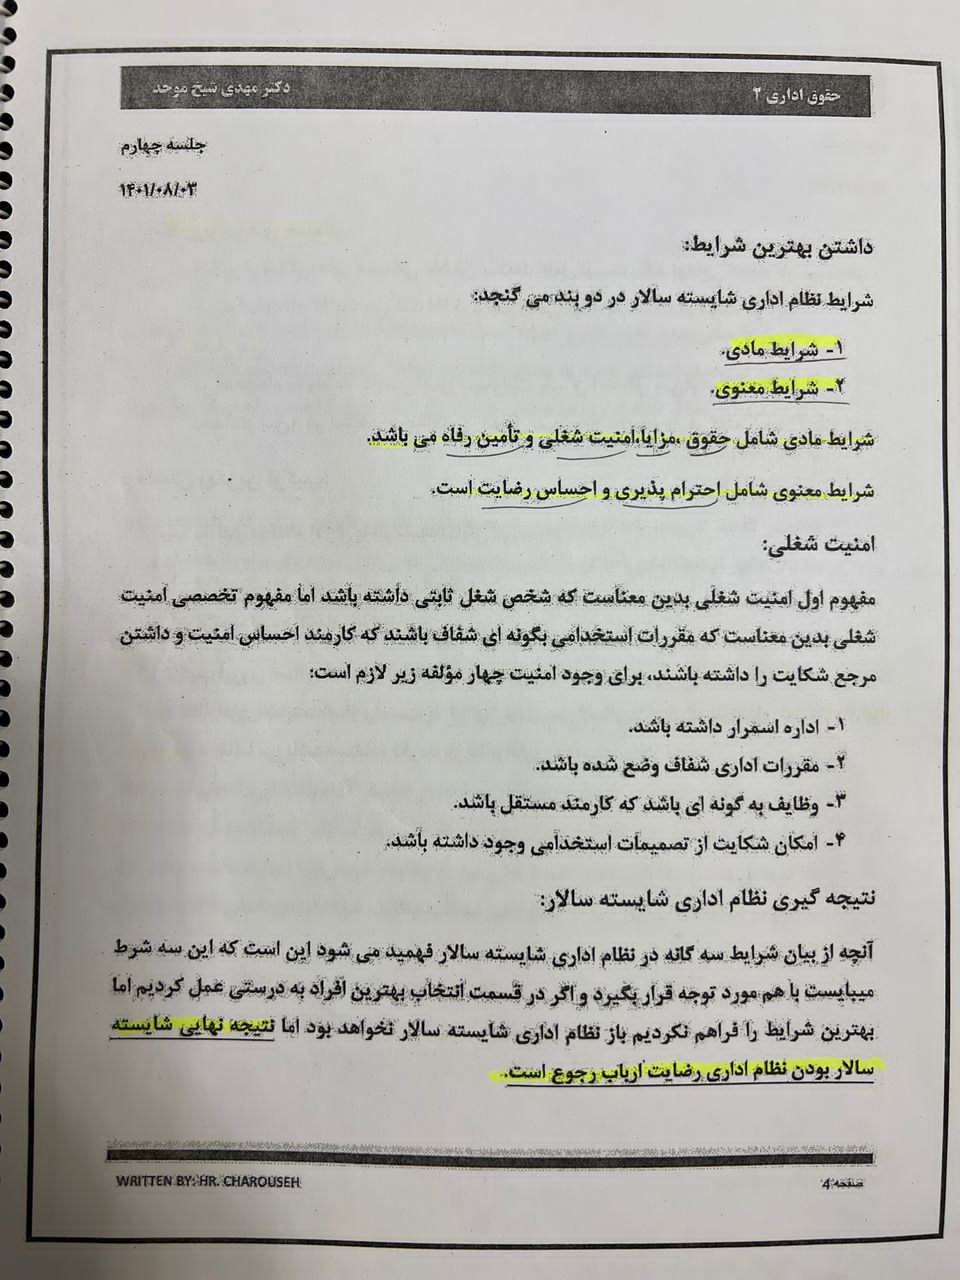 حقوق اداری ۲
دکتر مهدی شیخ موحد
جلسه چهارم
۱۴۰۱/۰۸/۰۳
داشتن بهترین شرایط:
شرایط نظام اداری شایسته سالار در دو بند می گنجد:
۱- شرایط مادی.
۲- شرایط معنوی.
شرایط مادی شامل حقوق ،مزایا،امنیت شغلی و تأمین رفاه می باشد.
شرایط معنوی شامل احترام پذیری و احساس رضایت است.
امنیت شغلی:
مفهوم اول امنیت شغلی بدین معناست که شخص شغل ثابتی داشته باشد اما مفهوم تخصصی امنیت
شغلی بدین معناست که مقررات استخدامی بگونه ای شفاف باشند که کارمند احساس امنیت و داشتن
مرجع شکایت را داشته باشند، برای وجود امنیت چهار مؤلفه زیر لازم است:
۱- اداره اسمرار داشته باشد.
۲- مقررات اداری شفاف وضع شده باشد.
۳- وظایف به گونه ای باشد که کارمند مستقل باشد.
۴- امکان شکایت از تصمیمات استخدامی وجود داشته باشد.
نتیجه گیری نظام اداری شایسته سالار:
آنچه از بیان شرایط سه گانه در نظام اداری شایسته سالار فهمید می شود این است که این سه شرط
میبایست با هم مورد توجه قرار بگیرد و اگر در قسمت انتخاب بهترین افراد به درستی عمل کردیم اما
بهترین شرایط را فراهم نکردیم باز نظام اداری شایسته سالار نخواهد بود اما نتیجه نهایی شایسته
سالار بودن نظام اداری رضایت ارباب رجوع است.
WRITTEN BY: HR. CHAROUSEH
صفحه 4